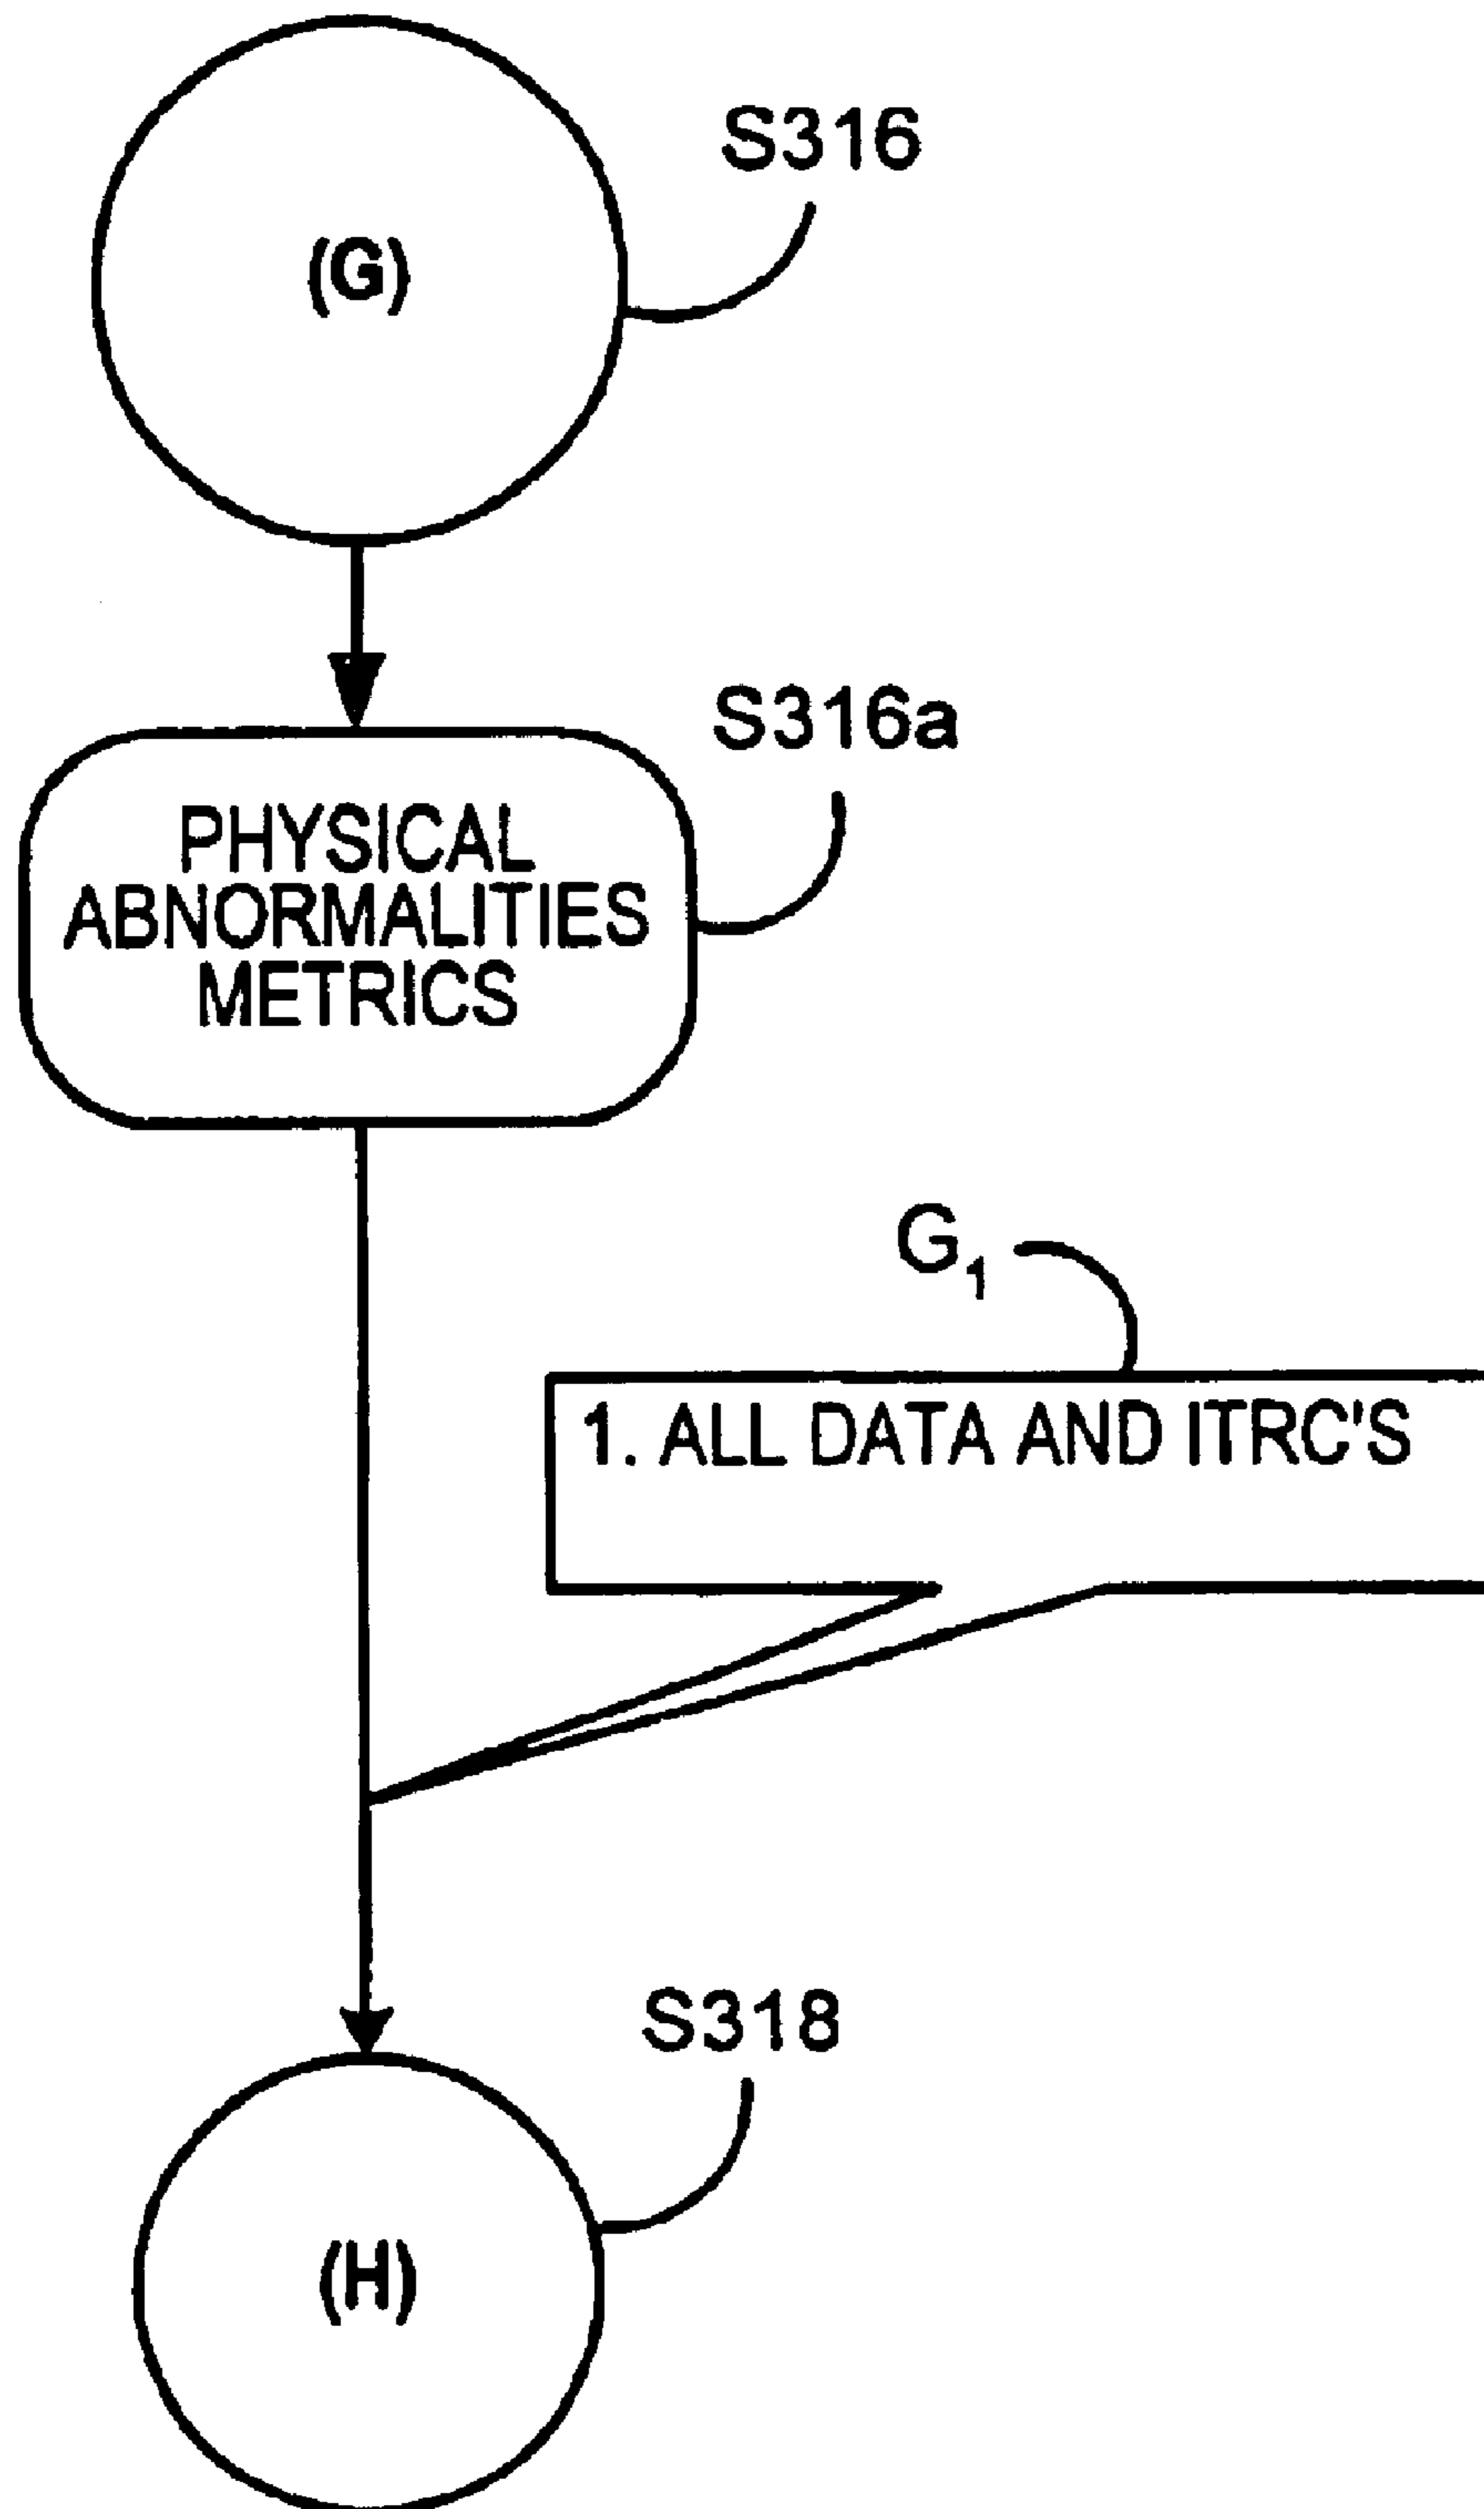 S316
(G)
S316a
PHYSICAL
ABNORMALITIES
METRICS
G₁
1. ALL DATA AND ITRC'S
S318
(H)